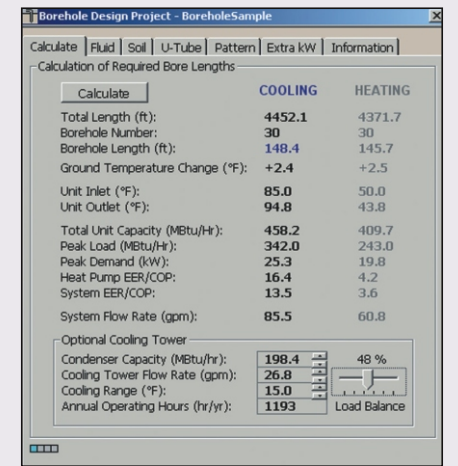 Borehole Design Project - BoreholeSample
Calculate Fluid Soil U-Tube Pattern Extra kW Information
Calculation of Required Bore Lengths
Calculate COOLING HEATING
Total Length (ft): 4452.1 4371.7
Borehole Number: 30 30
Borehole Length (ft): 148.4 145.7
Ground Temperature Change (°F): +2.4 +2.5
Unit Inlet (°F): 85.0 50.0
Unit Outlet (°F): 94.8 43.8
Total Unit Capacity (MBtu/Hr): 458.2 409.7
Peak Load (MBtu/Hr): 342.0 243.0
Peak Demand (kW): 25.3 19.8
Heat Pump EER/COP: 16.4 4.2
System EER/COP: 13.5 3.6
System Flow Rate (gpm): 85.5 60.8
Optional Cooling Tower
Condenser Capacity (MBtu/hr): 198.4 48 %
Cooling Tower Flow Rate (gpm): 26.8
Cooling Range (°F): 15.0
Annual Operating Hours (hr/yr): 1193 Load Balance